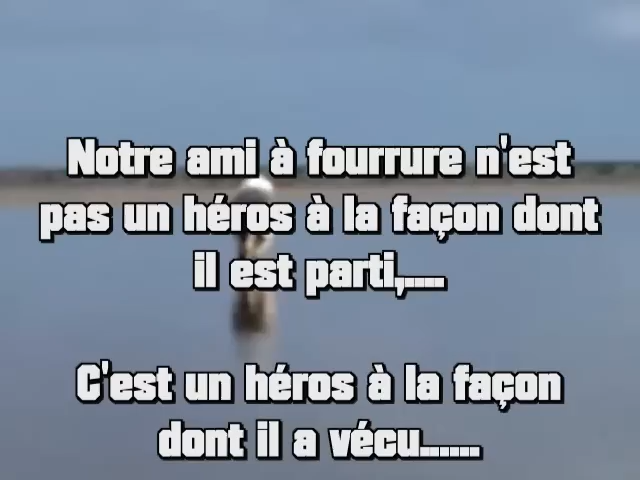 Notre ami à fourrure n'est
pas un héros à la façon dont
il est parti,....
C'est un héros à la façon
dont il a vécu......